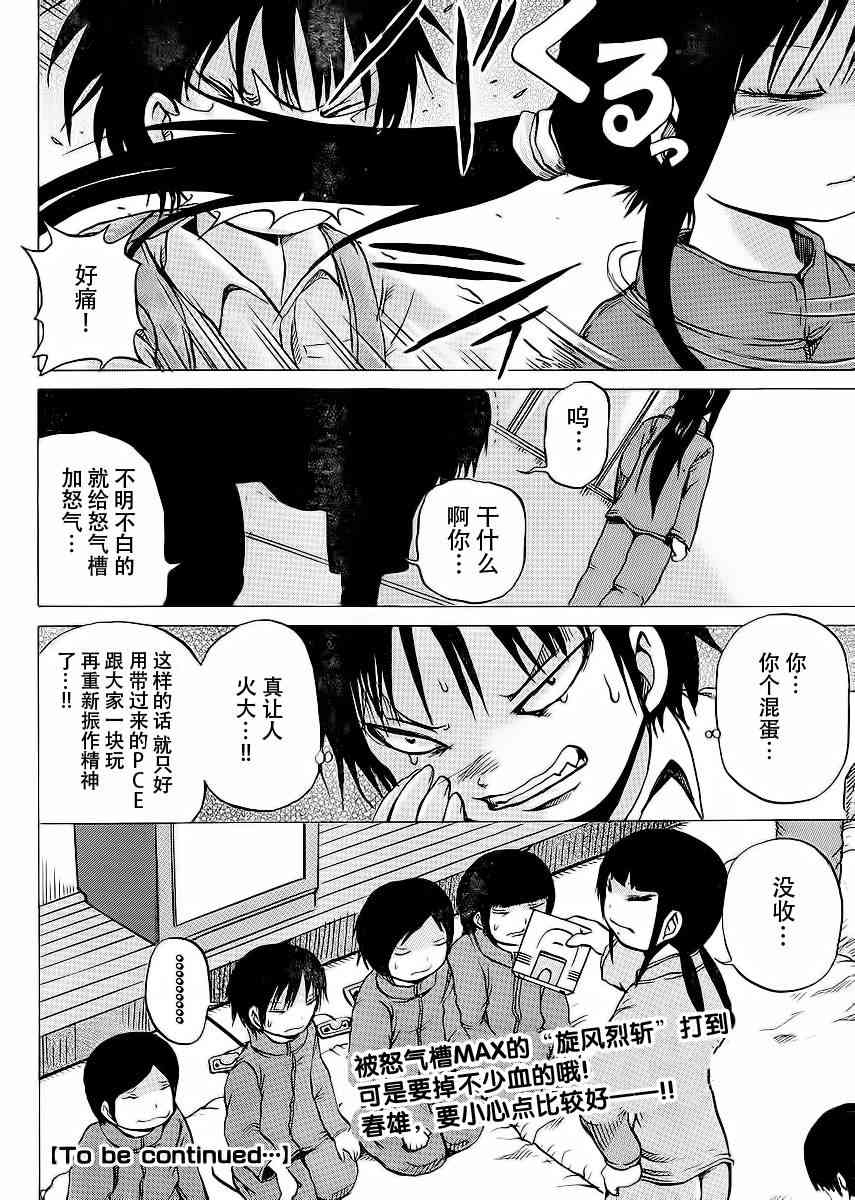 くるっ
好痛！
呜…
干什么
啊你…
不明不白的
就给怒气槽
加怒气…
你…
你个混蛋…
真让人
火大…!!
这样的话 就只好
用带过来的PCE
跟大家一块玩
再重新振作精神
了…!!
没收…
………
被怒气槽MAX的“旋风烈斩”打到
可是要掉不少血的哦!
春雄，要小心点比较好——!!
【To be continued…】